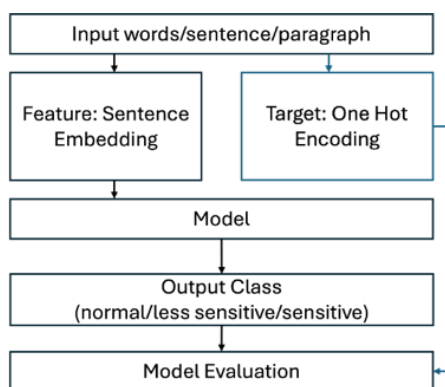 Input words/sentence/paragraph
Feature: Sentence
Embedding
Target: One Hot
Encoding
Model
Output Class
(normal/less sensitive/sensitive)
Model Evaluation